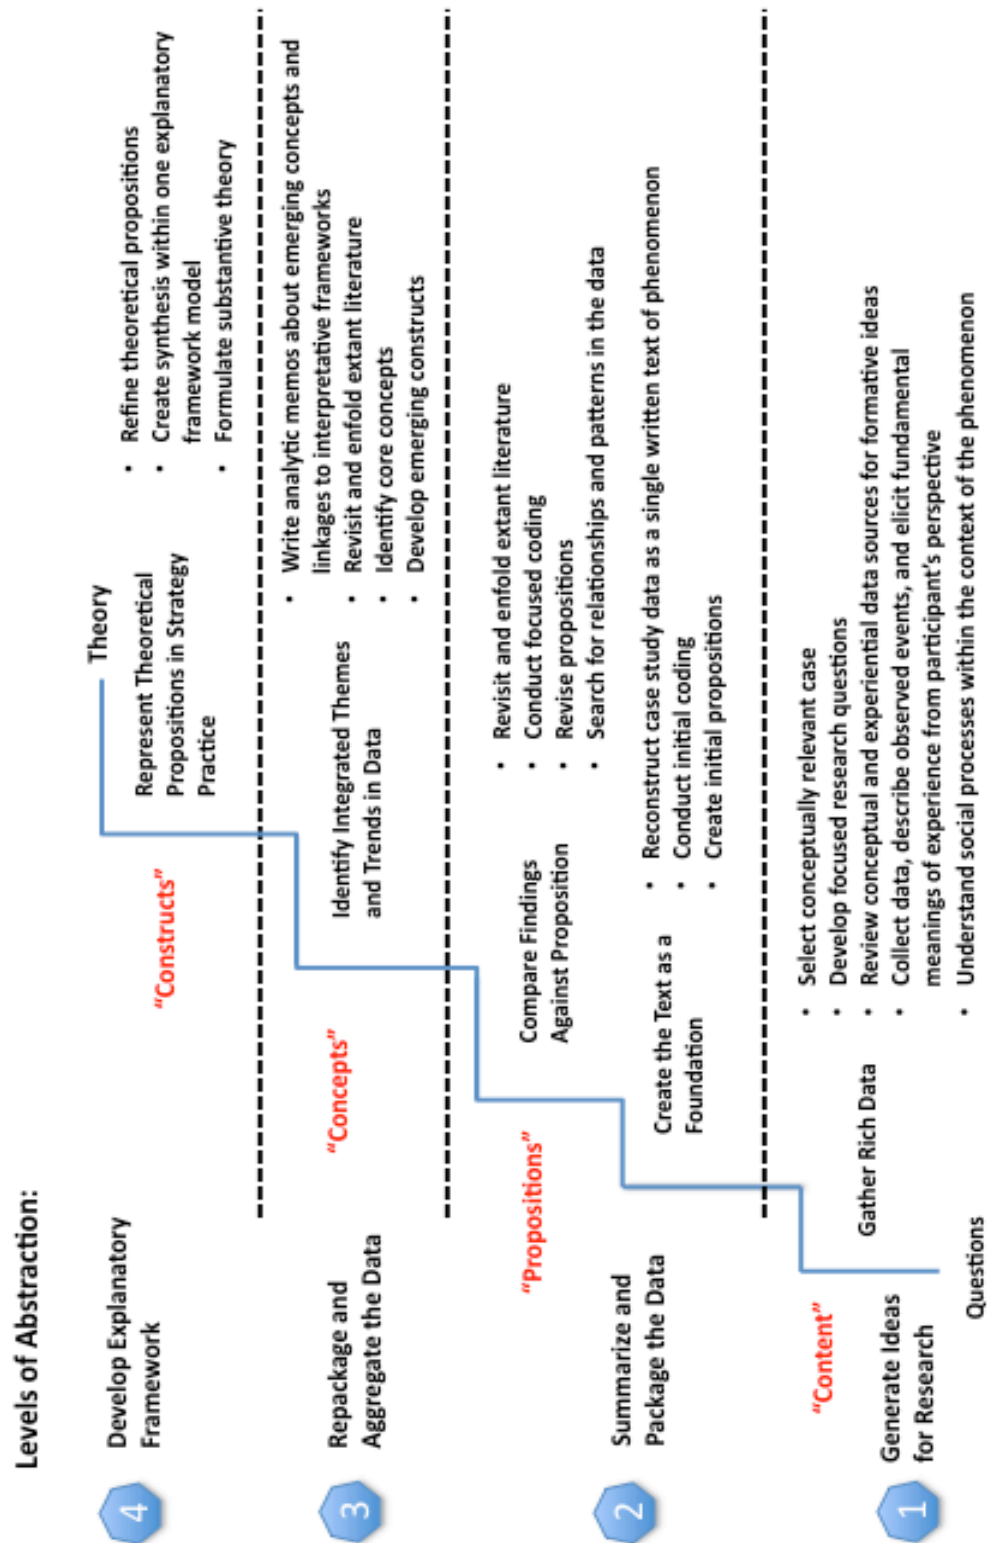 Levels of Abstraction:
4
Develop Explanatory
Framework
"Constructs"
Theory
Represent Theoretical
Propositions in Strategy
Practice
• Refine theoretical propositions
• Create synthesis within one explanatory
framework model
• Formulate substantive theory
3
Repackage and
Aggregate the Data
"Concepts"
Identify Integrated Themes
and Trends in Data
• Write analytic memos about emerging concepts and
linkages to interpretative frameworks
• Revisit and enfold extant literature
• Identify core concepts
• Develop emerging constructs
2
Summarize and
Package the Data
"Propositions"
Compare Findings
Against Proposition
• Revisit and enfold extant literature
• Conduct focused coding
• Revise propositions
• Search for relationships and patterns in the data
Create the Text as a
Foundation
• Reconstruct case study data as a single written text of phenomenon
• Conduct initial coding
• Create initial propositions
1
Generate Ideas
for Research
"Content"
Questions
Gather Rich Data
• Select conceptually relevant case
• Develop focused research questions
• Review conceptual and experiential data sources for formative ideas
• Collect data, describe observed events, and elicit fundamental
meanings of experience from participant's perspective
• Understand social processes within the context of the phenomenon